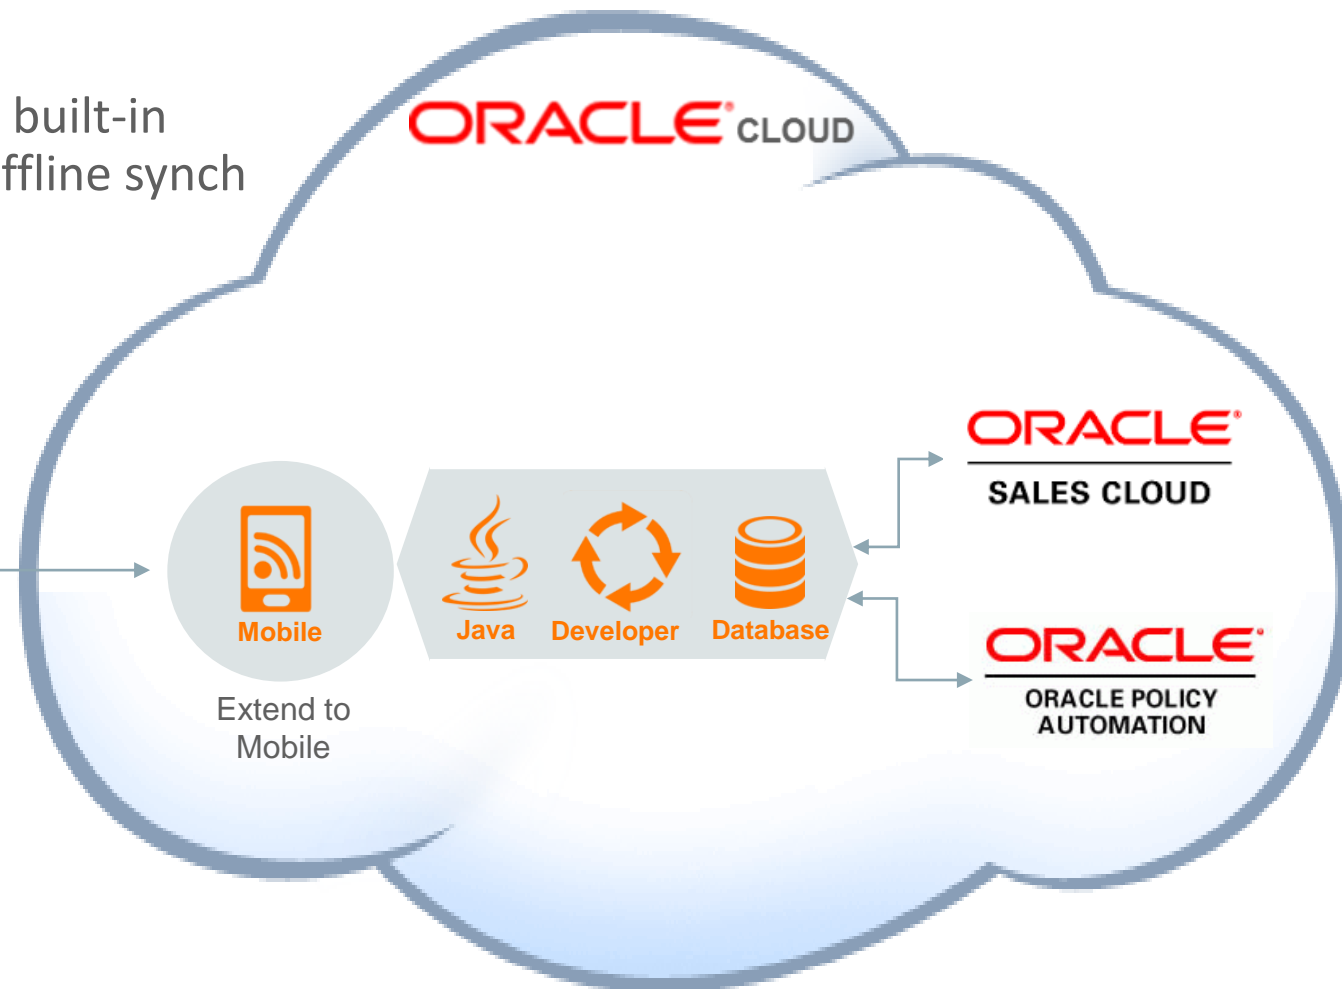 built-in
ffline synch
ORACLE® CLOUD
ORACLE®
SALES CLOUD
Mobile
Java
Developer
Database
ORACLE®
ORACLE POLICY
AUTOMATION
Extend to
Mobile